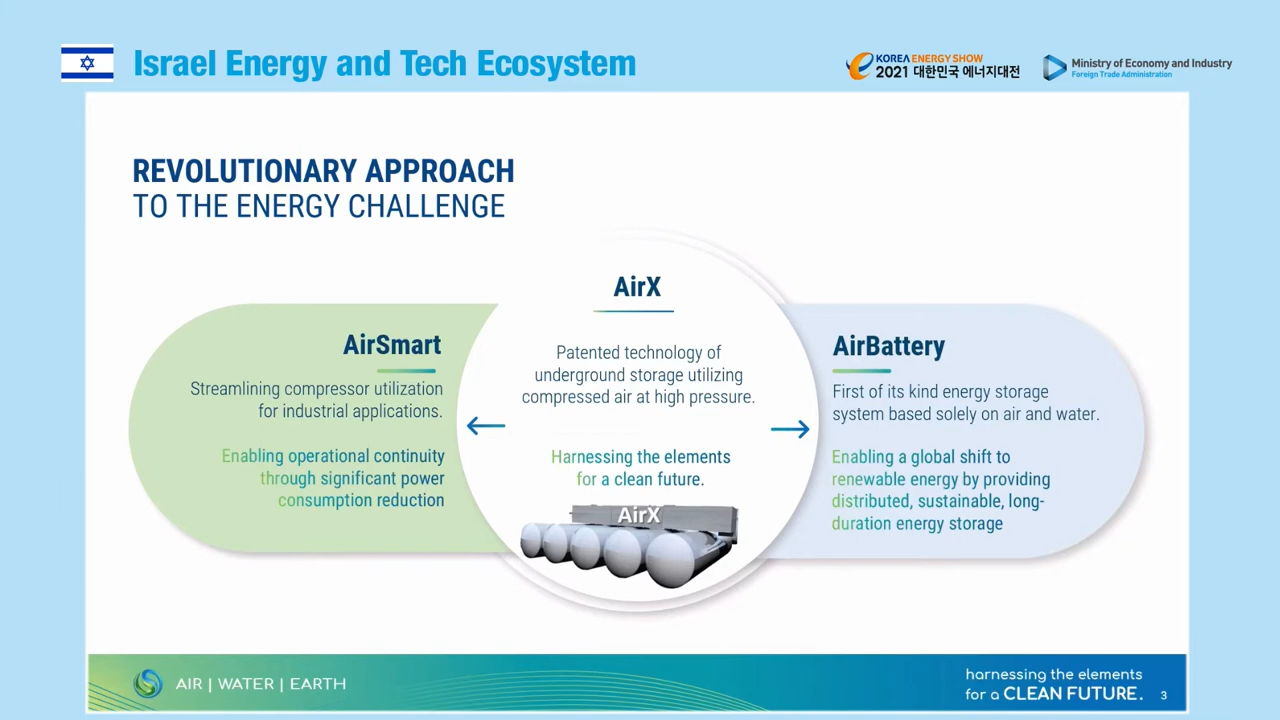 Israel Energy and Tech Ecosystem
KOREA ENERGY SHOW
2021 대한민국 에너지대전
Ministry of Economy and Industry
Foreign Trade Administration
REVOLUTIONARY APPROACH
TO THE ENERGY CHALLENGE
AirSmart
Streamlining compressor utilization
for industrial applications.
Enabling operational continuity
through significant power
consumption reduction
AirX
Patented technology of
underground storage utilizing
compressed air at high pressure.
Harnessing the elements
for a clean future.
AirX
AirBattery
First of its kind energy storage
system based solely on air and water.
Enabling a global shift to
renewable energy by providing
distributed, sustainable, long-
duration energy storage
AIR | WATER | EARTH
harnessing the elements
for a CLEAN FUTURE.
3